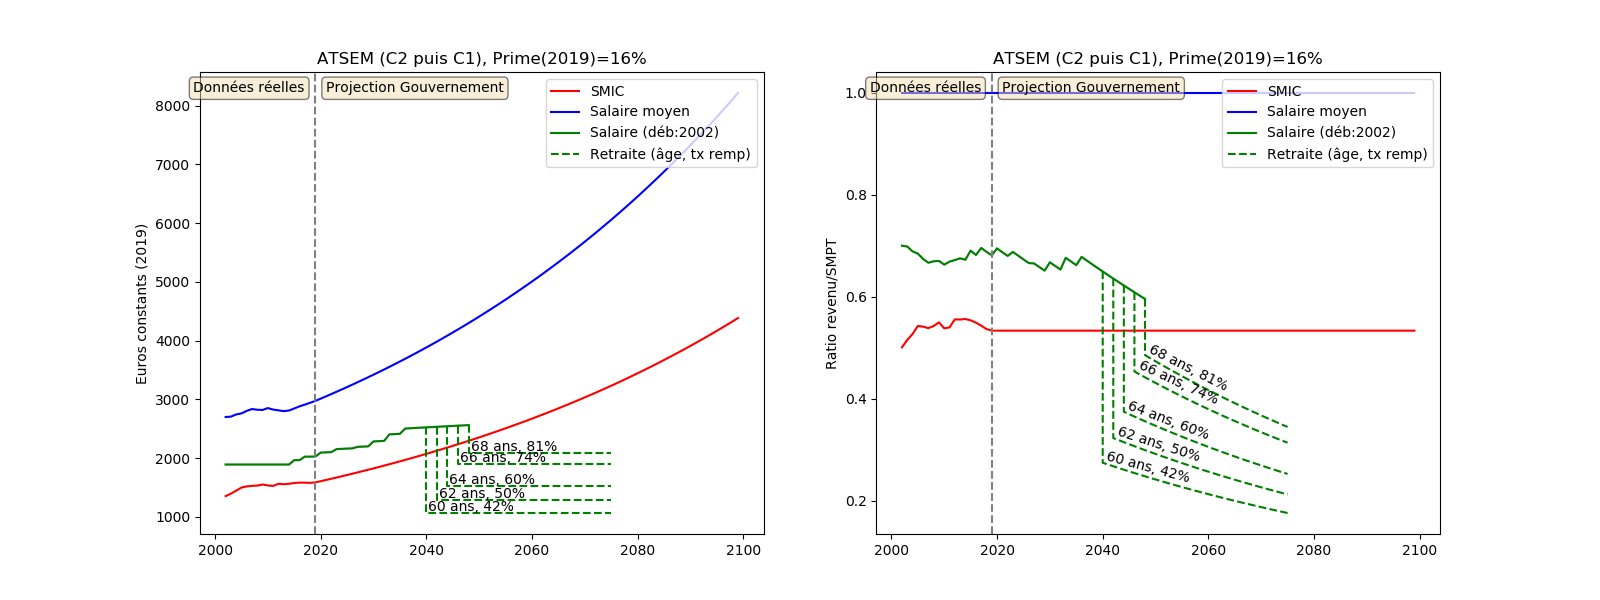 ATSEM (C2 puis C1), Prime(2019)=16%
Données réelles
Projection Gouvernement
SMIC
Salaire moyen
Salaire (déb:2002)
Retraite (âge, tx remp)
Euros constants (2019)
8000
7000
6000
5000
4000
3000
2000
1000
68 ans, 81%
66 ans, 74%
64 ans, 60%
62 ans, 50%
60 ans, 42%
2000
2020
2040
2060
2080
2100
ATSEM (C2 puis C1), Prime(2019)=16%
Données réelles
Projection Gouvernement
SMIC
Salaire moyen
Salaire (déb:2002)
Retraite (âge, tx remp)
Ratio revenu/SMPT
1.0
0.8
0.6
0.4
0.2
68 ans, 81%
66 ans, 74%
64 ans, 60%
62 ans, 50%
60 ans, 42%
2000
2020
2040
2060
2080
2100